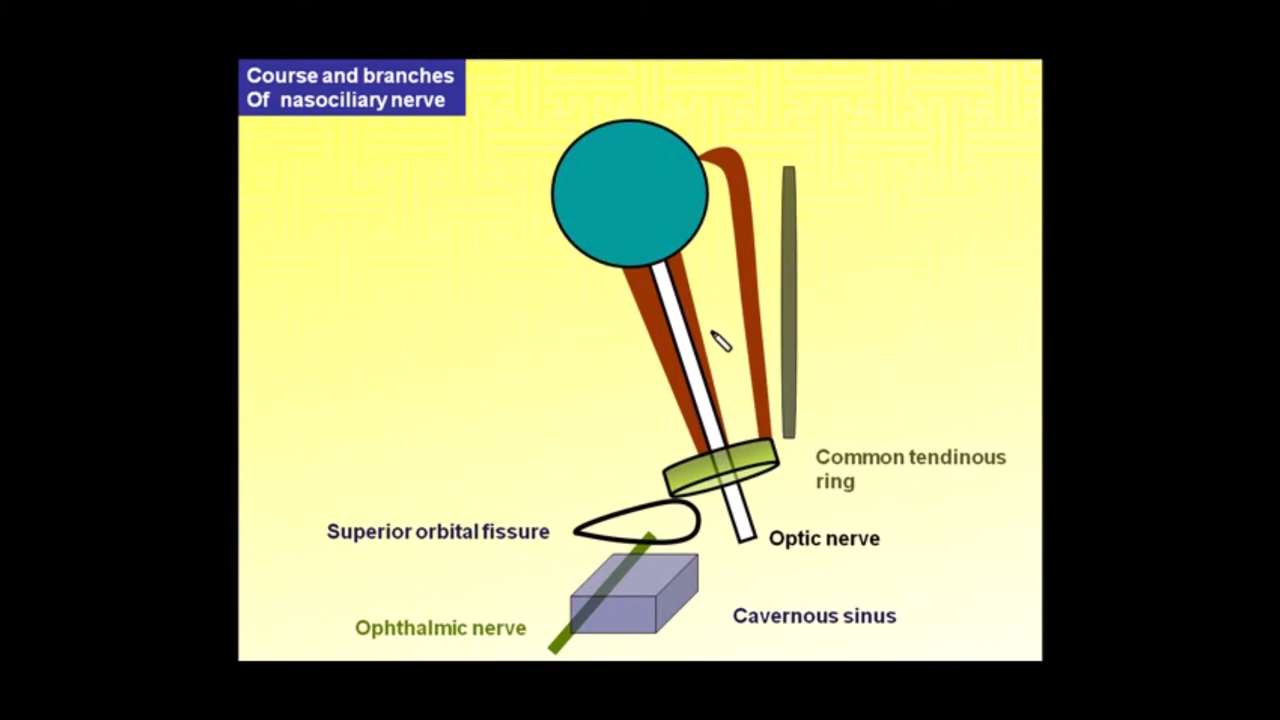 Course and branches
Of nasociliary nerve
Common tendinous
ring
Superior orbital fissure
Optic nerve
Cavernous sinus
Ophthalmic nerve